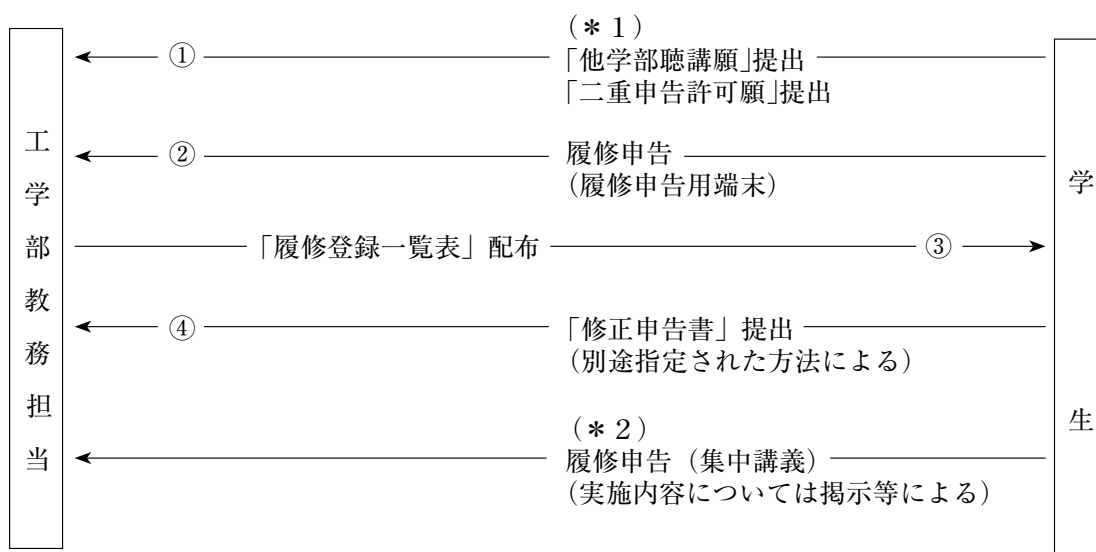 (*1)
① 「他学部聴講願」提出
「二重申告許可願」提出
② 履修申告
(履修申告用端末)
「履修登録一覧表」配布 ③
④ 「修正申告書」提出
(別途指定された方法による)
(*2)
履修申告(集中講義)
(実施内容については掲示等による)
工学部教務担当
学生